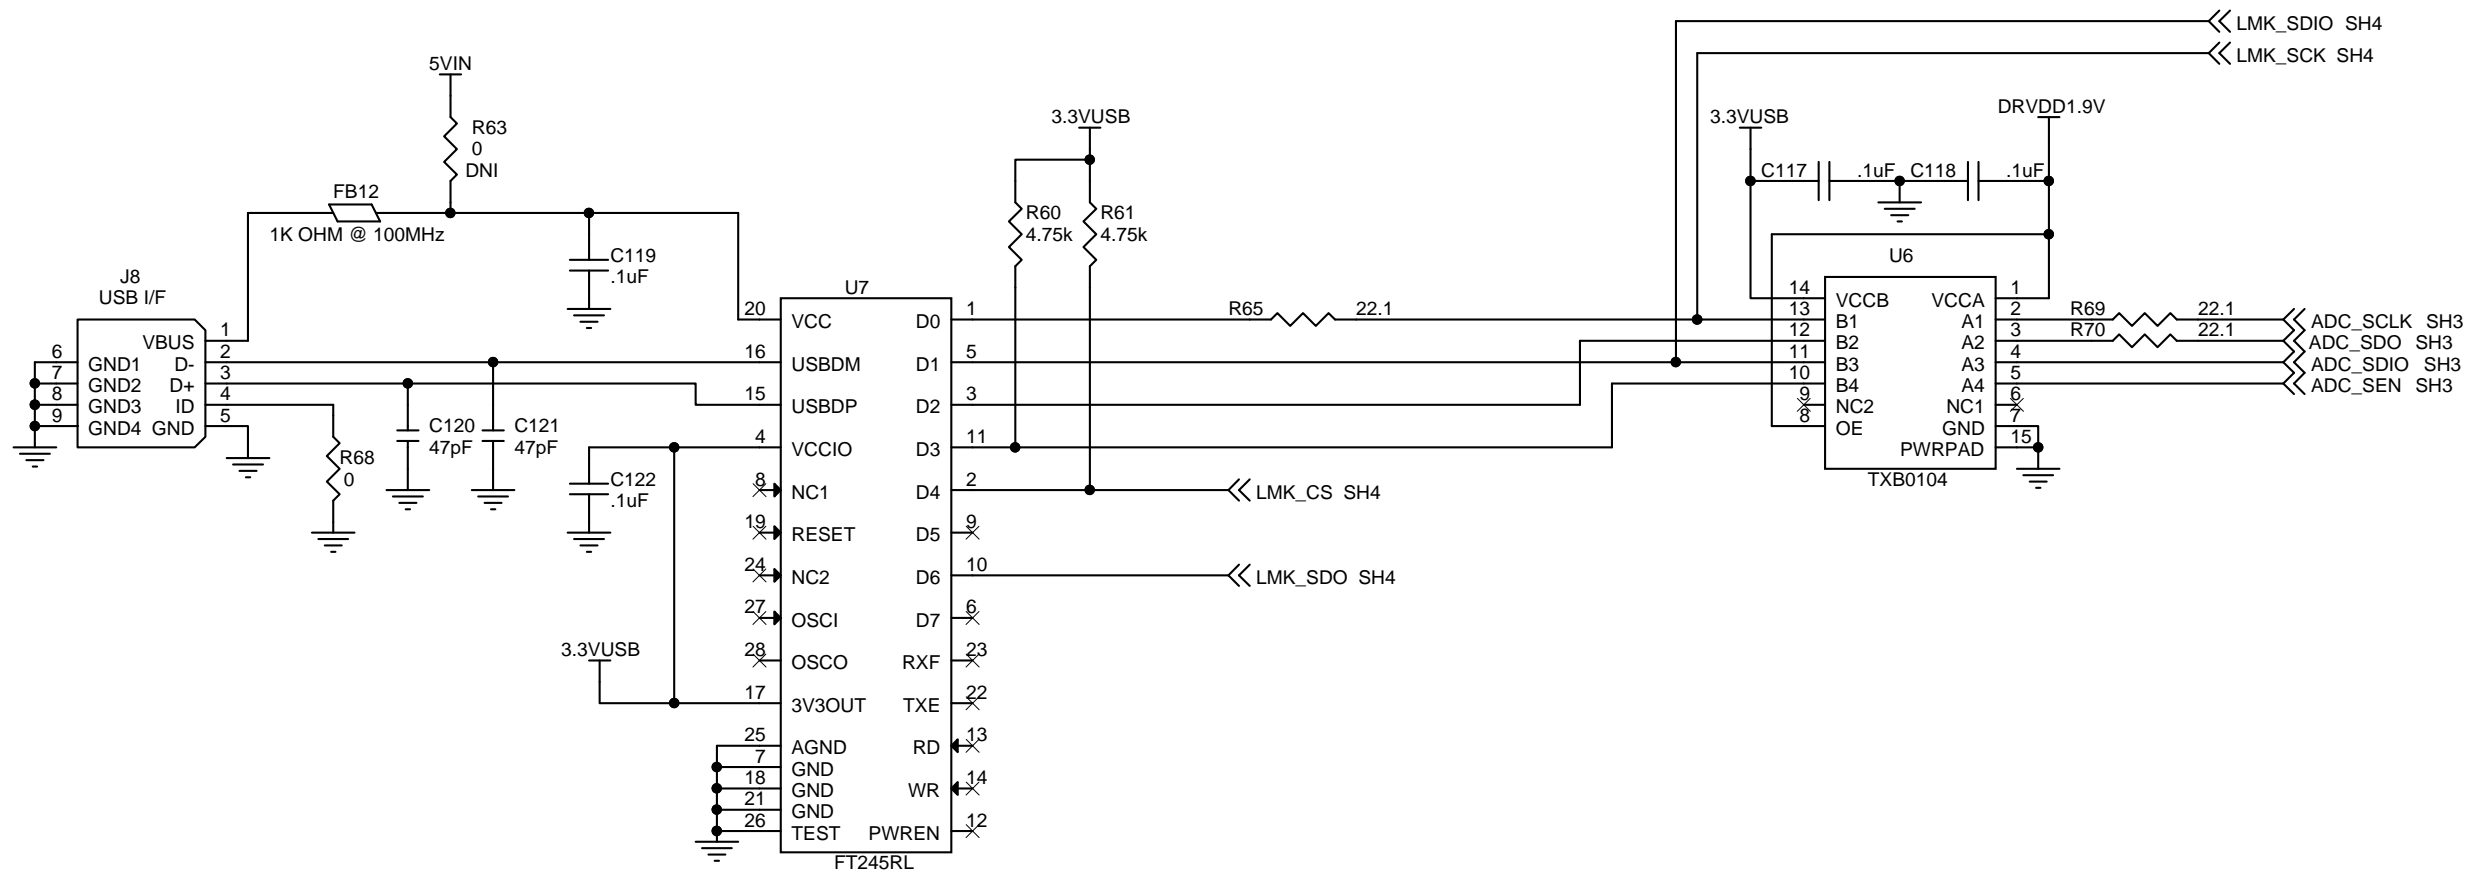 LMK_SDIO SH4
LMK_SCK SH4
5VIN
R63
0
DNI
FB12
1K OHM @ 100MHz
C119
.1uF
J8
USB I/F
VBUS 1
D- 2
D+ 3
ID 4
GND 5
6 GND1
7 GND2
8 GND3
9 GND4
R68
0
C120
47pF
C121
47pF
C122
.1uF
3.3VUSB
U7
20 VCC
16 USBDM
15 USBDP
4 VCCIO
8 NC1
19 RESET
24 NC2
27 OSCI
28 OSCO
17 3V3OUT
25 AGND
7 GND
18 GND
21 GND
26 TEST
D0 1
D1 5
D2 3
D3 11
D4 2
D5 9
D6 10
D7 6
RXF 23
TXE 22
RD 13
WR 14
PWREN 12
FT245RL
3.3VUSB
R60
4.75k
R61
4.75k
R65 22.1
LMK_CS SH4
LMK_SDO SH4
3.3VUSB
DRVDD1.9V
C117 .1uF
C118 .1uF
U6
14 VCCB
13 B1
12 B2
11 B3
10 B4
9 NC2
8 OE
VCCA 1
A1 2
A2 3
A3 4
A4 5
NC1 6
GND 7
PWRPAD 15
TXB0104
R69 22.1
R70 22.1
ADC_SCLK SH3
ADC_SDO SH3
ADC_SDIO SH3
ADC_SEN SH3